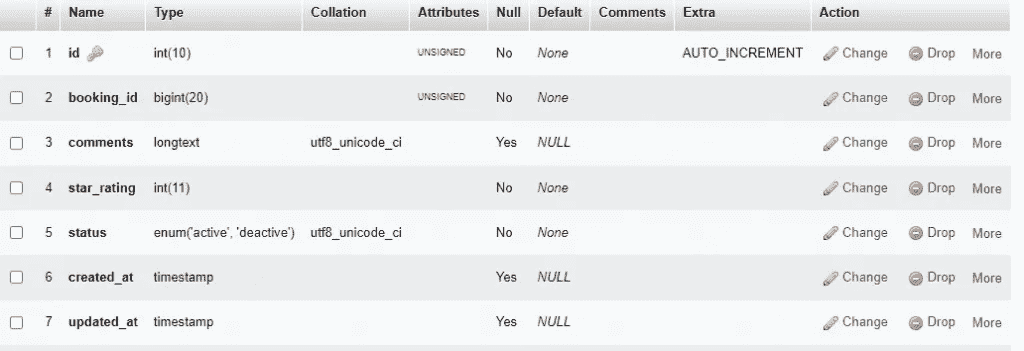 # Name Type Collation Attributes Null Default Comments Extra Action
1 id int(10) UNSIGNED No None AUTO_INCREMENT Change Drop More
2 booking_id bigint(20) UNSIGNED No None Change Drop More
3 comments longtext utf8_unicode_ci Yes NULL Change Drop More
4 star_rating int(11) No None Change Drop More
5 status enum('active', 'deactive') utf8_unicode_ci No None Change Drop More
6 created_at timestamp Yes NULL Change Drop More
7 updated_at timestamp Yes NULL Change Drop More